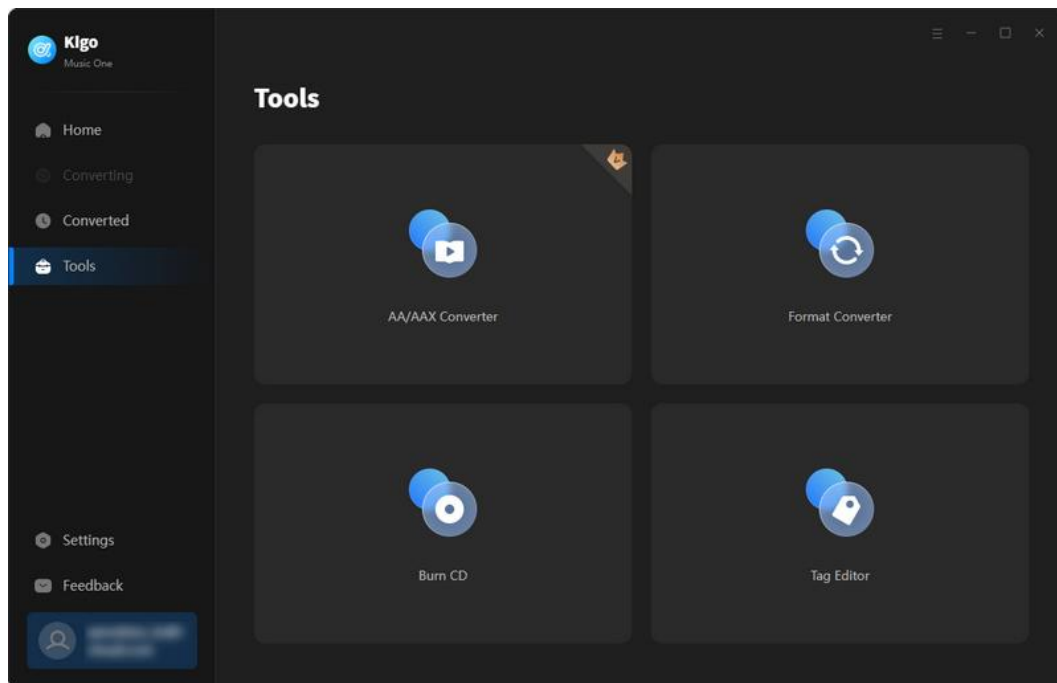 KIgo
Music One
Home
Converting
Converted
Tools
Settings
Feedback
Tools
AA/AAX Converter
Format Converter
Burn CD
Tag Editor